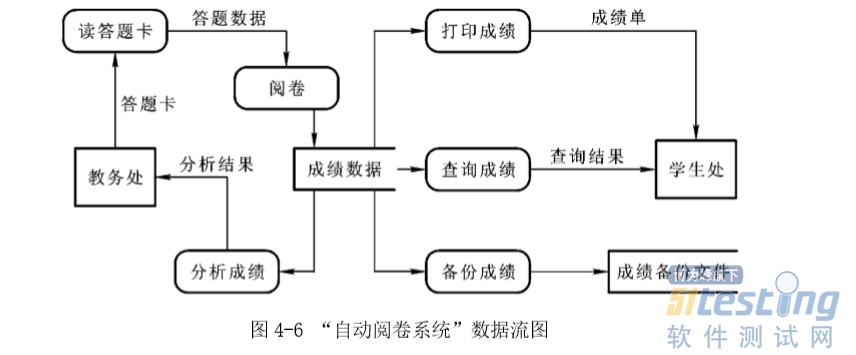 读答题卡
答题数据
打印成绩
成绩单
阅卷
答题卡
教务处
分析结果
成绩数据
查询成绩
查询结果
学生处
分析成绩
备份成绩
成绩备份文件
图 4-6 “自动阅卷系统”数据流图
51testing
软件测试网